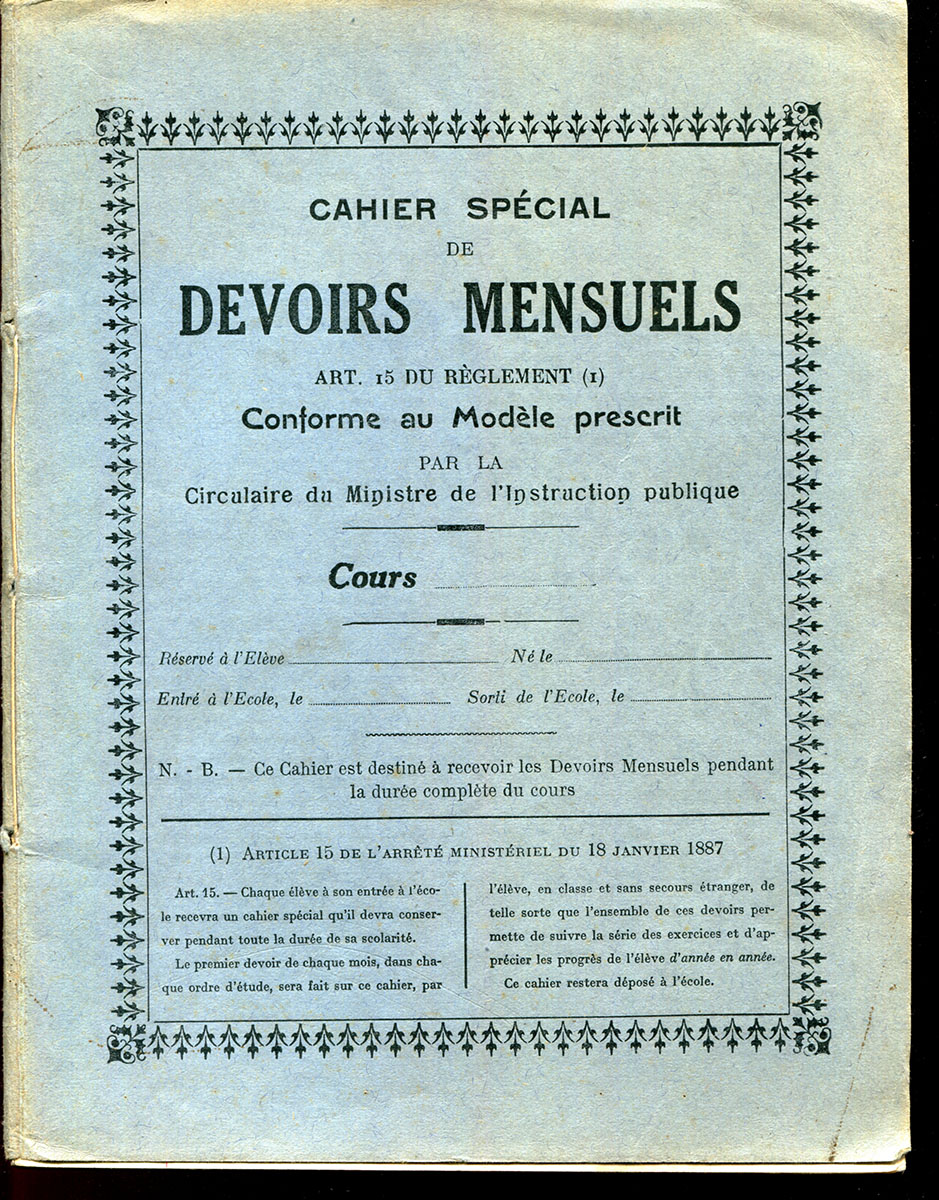 CAHIER SPÉCIAL
DE
DEVOIRS MENSUELS
ART. 15 DU RÈGLEMENT (1)
Conforme au Modèle prescrit
PAR LA
Circulaire du Ministre de l'Instruction publique
Cours
Réservé à l'Elève Né le
Entré à l'Ecole, le Sorti de l'Ecole, le
N. - B. — Ce Cahier est destiné à recevoir les Devoirs Mensuels pendant
la durée complète du cours
(1) ARTICLE 15 DE L'ARRÊTÉ MINISTÉRIEL DU 18 JANVIER 1887
Art. 15. — Chaque élève à son entrée à l'éco-
le recevra un cahier spécial qu'il devra conser-
ver pendant toute la durée de sa scolarité.
Le premier devoir de chaque mois, dans cha-
que ordre d'étude, sera fait sur ce cahier, par
l'élève, en classe et sans secours étranger, de
telle sorte que l'ensemble de ces devoirs per-
mette de suivre la série des exercices et d'ap-
précier les progrès de l'élève d'année en année.
Ce cahier restera déposé à l'école.